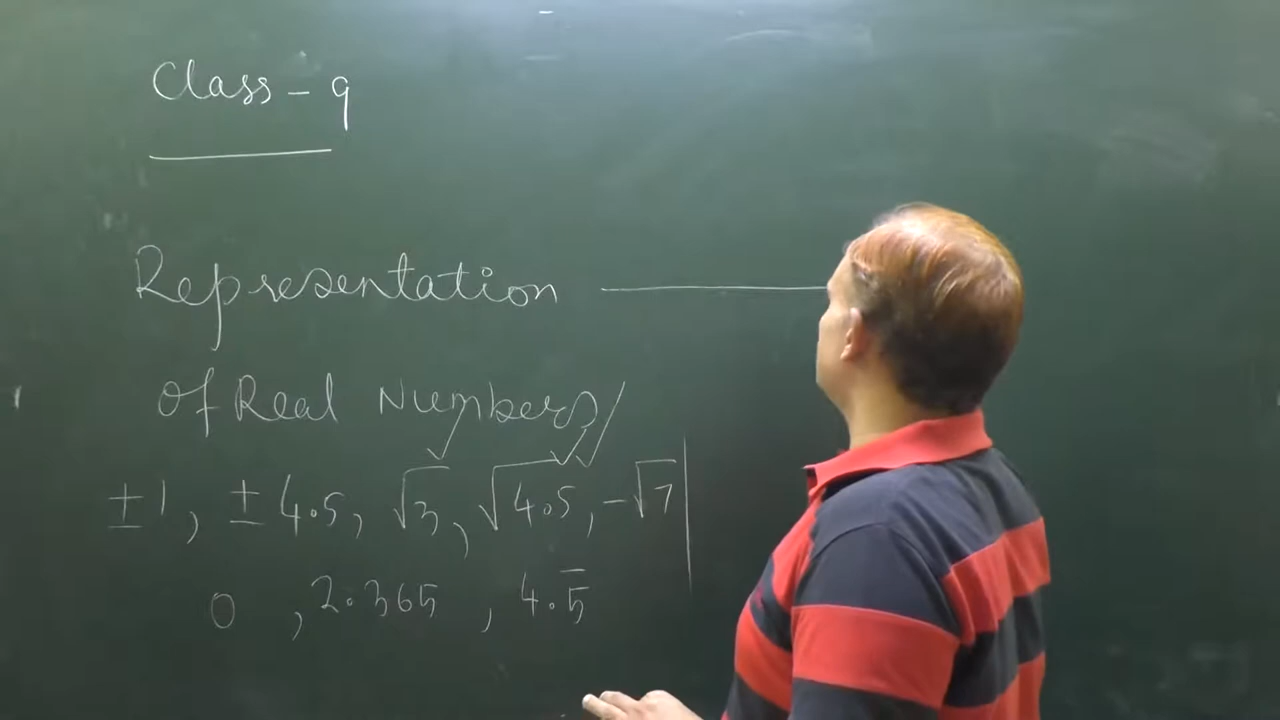 Class - 9
Representation
of Real Numbers
±1, ±4.5, √3, √4.5, -√7
0, 2.365, 4.5̅